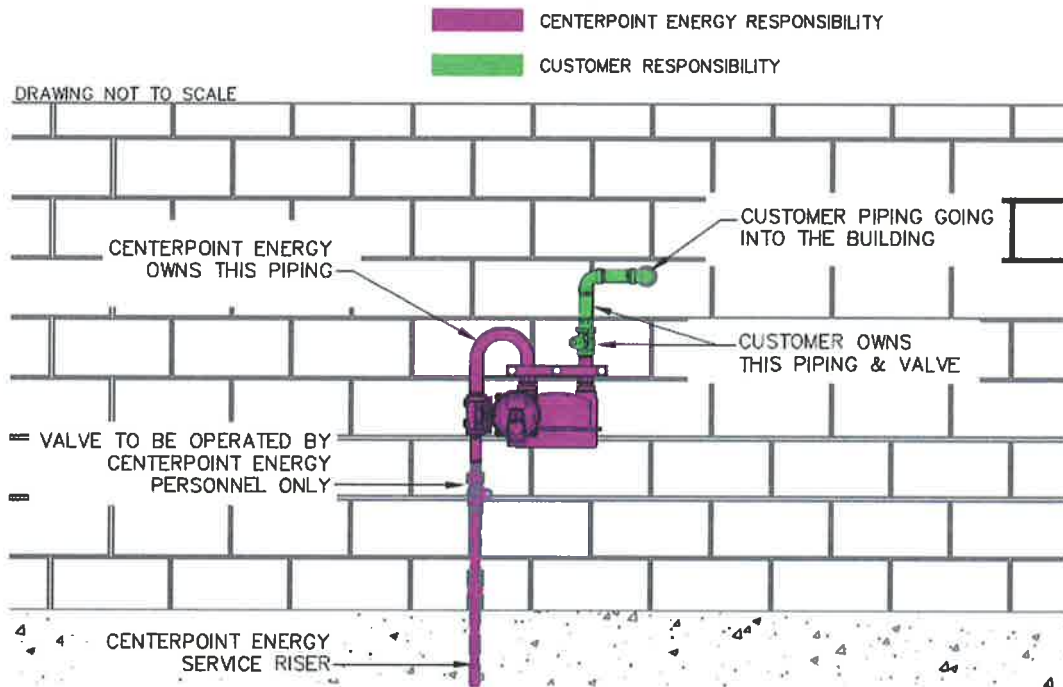 CENTERPOINT ENERGY RESPONSIBILITY
CUSTOMER RESPONSIBILITY
DRAWING NOT TO SCALE
CUSTOMER PIPING GOING
INTO THE BUILDING
CENTERPOINT ENERGY
OWNS THIS PIPING
CUSTOMER OWNS
THIS PIPING & VALVE
VALVE TO BE OPERATED BY
CENTERPOINT ENERGY
PERSONNEL ONLY
CENTERPOINT ENERGY
SERVICE RISER